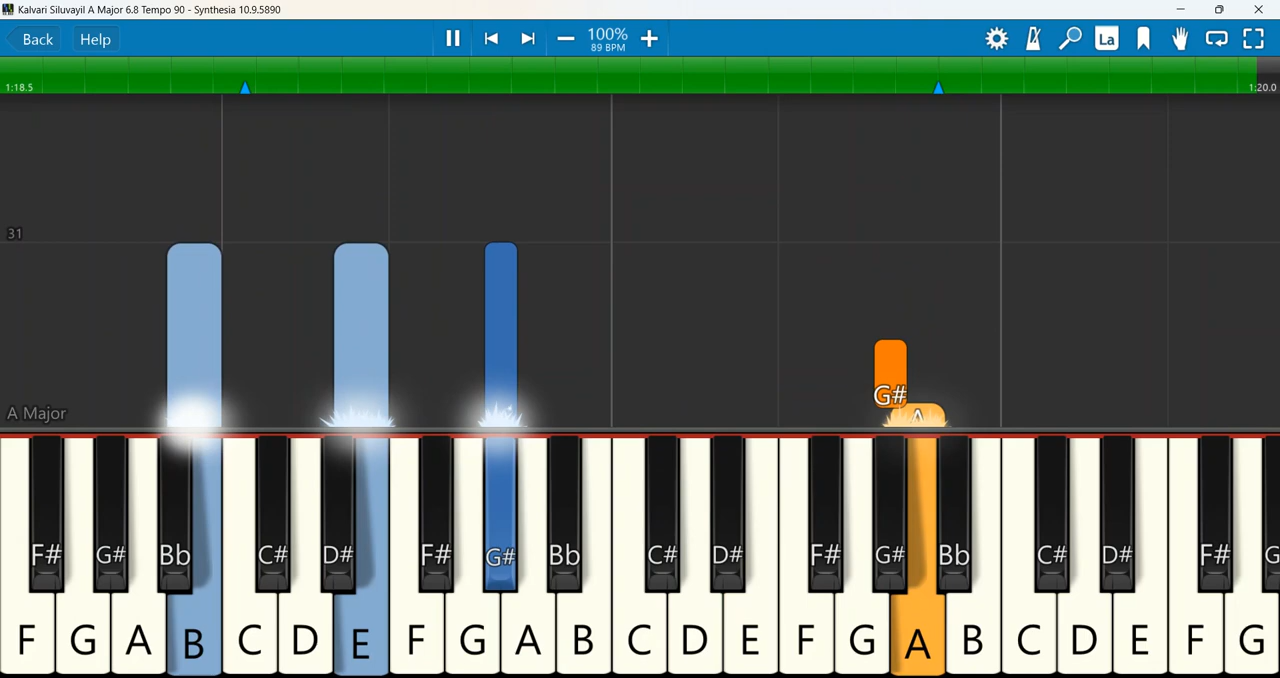 Kalvari Siluvayil A Major 6.8 Tempo 90 - Synthesia 10.9.5890
Back Help 100% La
89 BPM
1:18.5 1:20.0
31
G#
A
A Major
F# G# Bb C# D# F# G# Bb C# D# F# G# Bb C# D# F# G
F G A B C D E F G A B C D E F G A B C D E F G